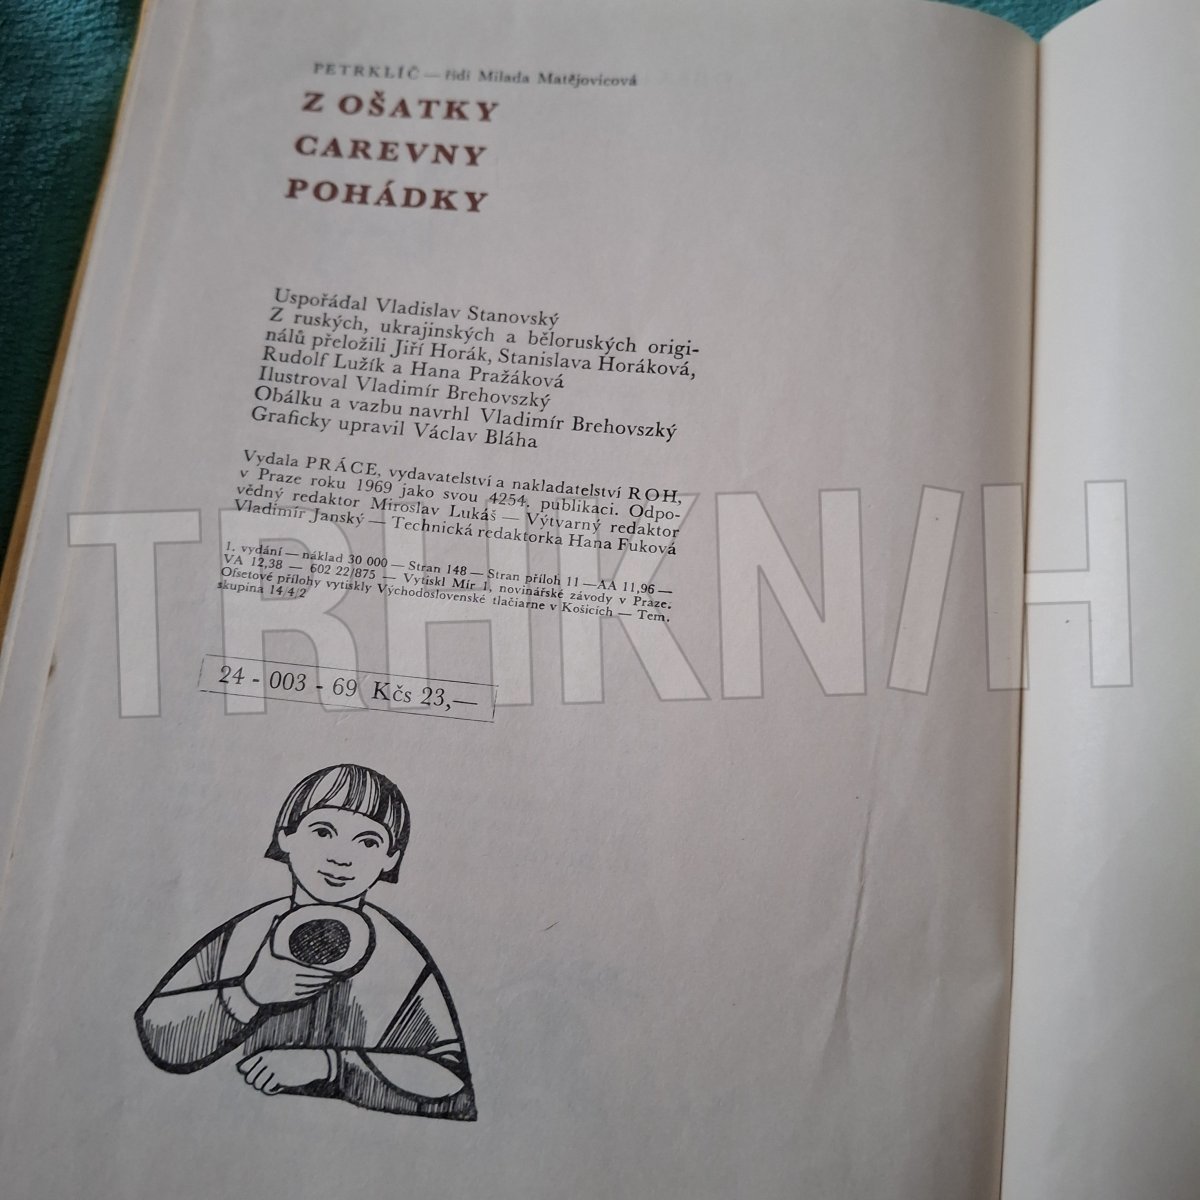 PETRKLÍČ — řídí Milada Matějovicová
Z OŠATKY
CAREVNY
POHÁDKY
Uspořádal Vladislav Stanovský
Z ruských, ukrajinských a běloruských origi-
nálů přeložili Jiří Horák, Stanislava Horáková,
Rudolf Lužík a Hana Pražáková
Ilustroval Vladimír Brehovszký
Obálku a vazbu navrhl Vladimír Brehovszký
Graficky upravil Václav Bláha
Vydala PRÁCE, vydavatelství a nakladatelství ROH,
v Praze roku 1969 jako svou 4254. publikaci. Odpo-
vědný redaktor Miroslav Lukáš — Výtvarný redaktor
Vladimír Janský — Technická redaktorka Hana Fuková
1. vydání — náklad 30 000 — Stran 148 — Stran příloh 11 — AA 11,96 —
VA 12,38 — 602 22/875 — Vytiskl Mír 1, novinářské závody v Praze.
Ofsetové přílohy vytiskly Východoslovenské tlačiarne v Košicích — Tem.
skupina 14/4/2
24 - 003 - 69 Kčs 23,—
TRHKN/H